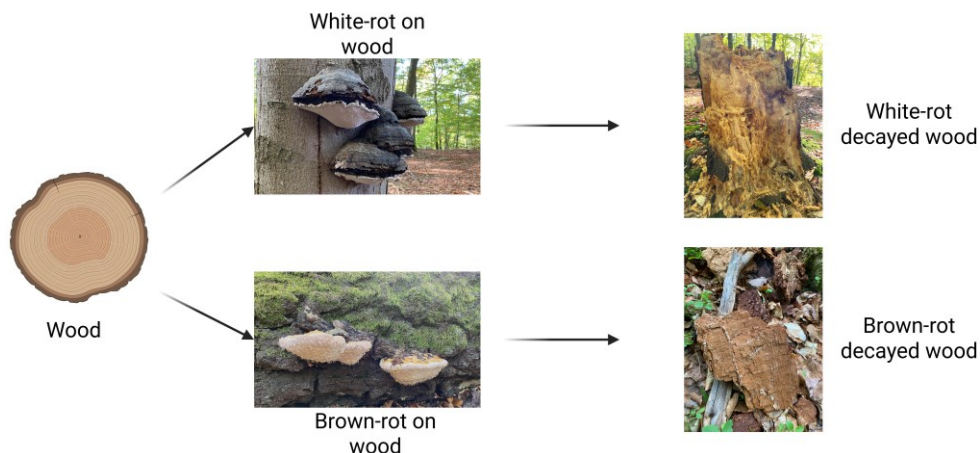 White-rot on
wood
White-rot
decayed wood
Wood
Brown-rot
decayed wood
Brown-rot on
wood